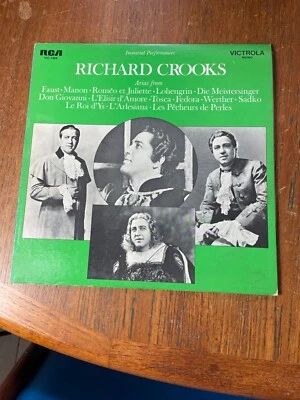 RCA
Immortal Performances
VICTROLA
RICHARD CROOKS
Arias from
Faust · Manon · Roméo et Juliette · Lohengrin · Die Meistersinger
Don Giovanni · L'Elisir d'Amore · Tosca · Fedora · Werther · Sadko
Le Roi d'Ys · L'Arlesiana · Les Pêcheurs de Perles